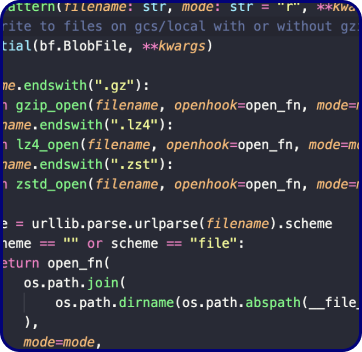 attern(filename: str, mode: str = "r", **kwa
rite to files on gcs/local with or without gz
tial(bf.BlobFile, **kwargs)
me.endswith(".gz"):
n gzip_open(filename, openhook=open_fn, mode=
name.endswith(".lz4"):
n lz4_open(filename, openhook=open_fn, mode=m
name.endswith(".zst"):
n zstd_open(filename, openhook=open_fn, mode=
e = urllib.parse.urlparse(filename).scheme
heme == "" or scheme == "file":
eturn open_fn(
os.path.join(
os.path.dirname(os.path.abspath(__file_
),
mode=mode,